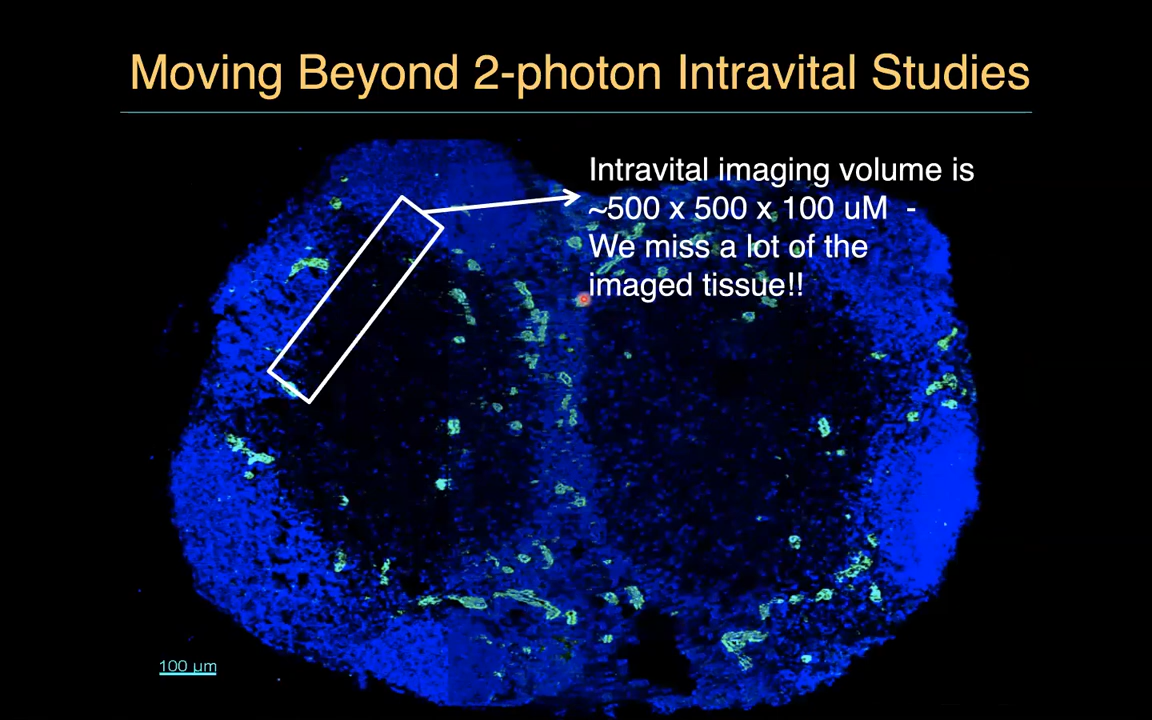 Moving Beyond 2-photon Intravital Studies
Intravital imaging volume is
~500 x 500 x 100 uM  -
We miss a lot of the
imaged tissue!!
100 µm